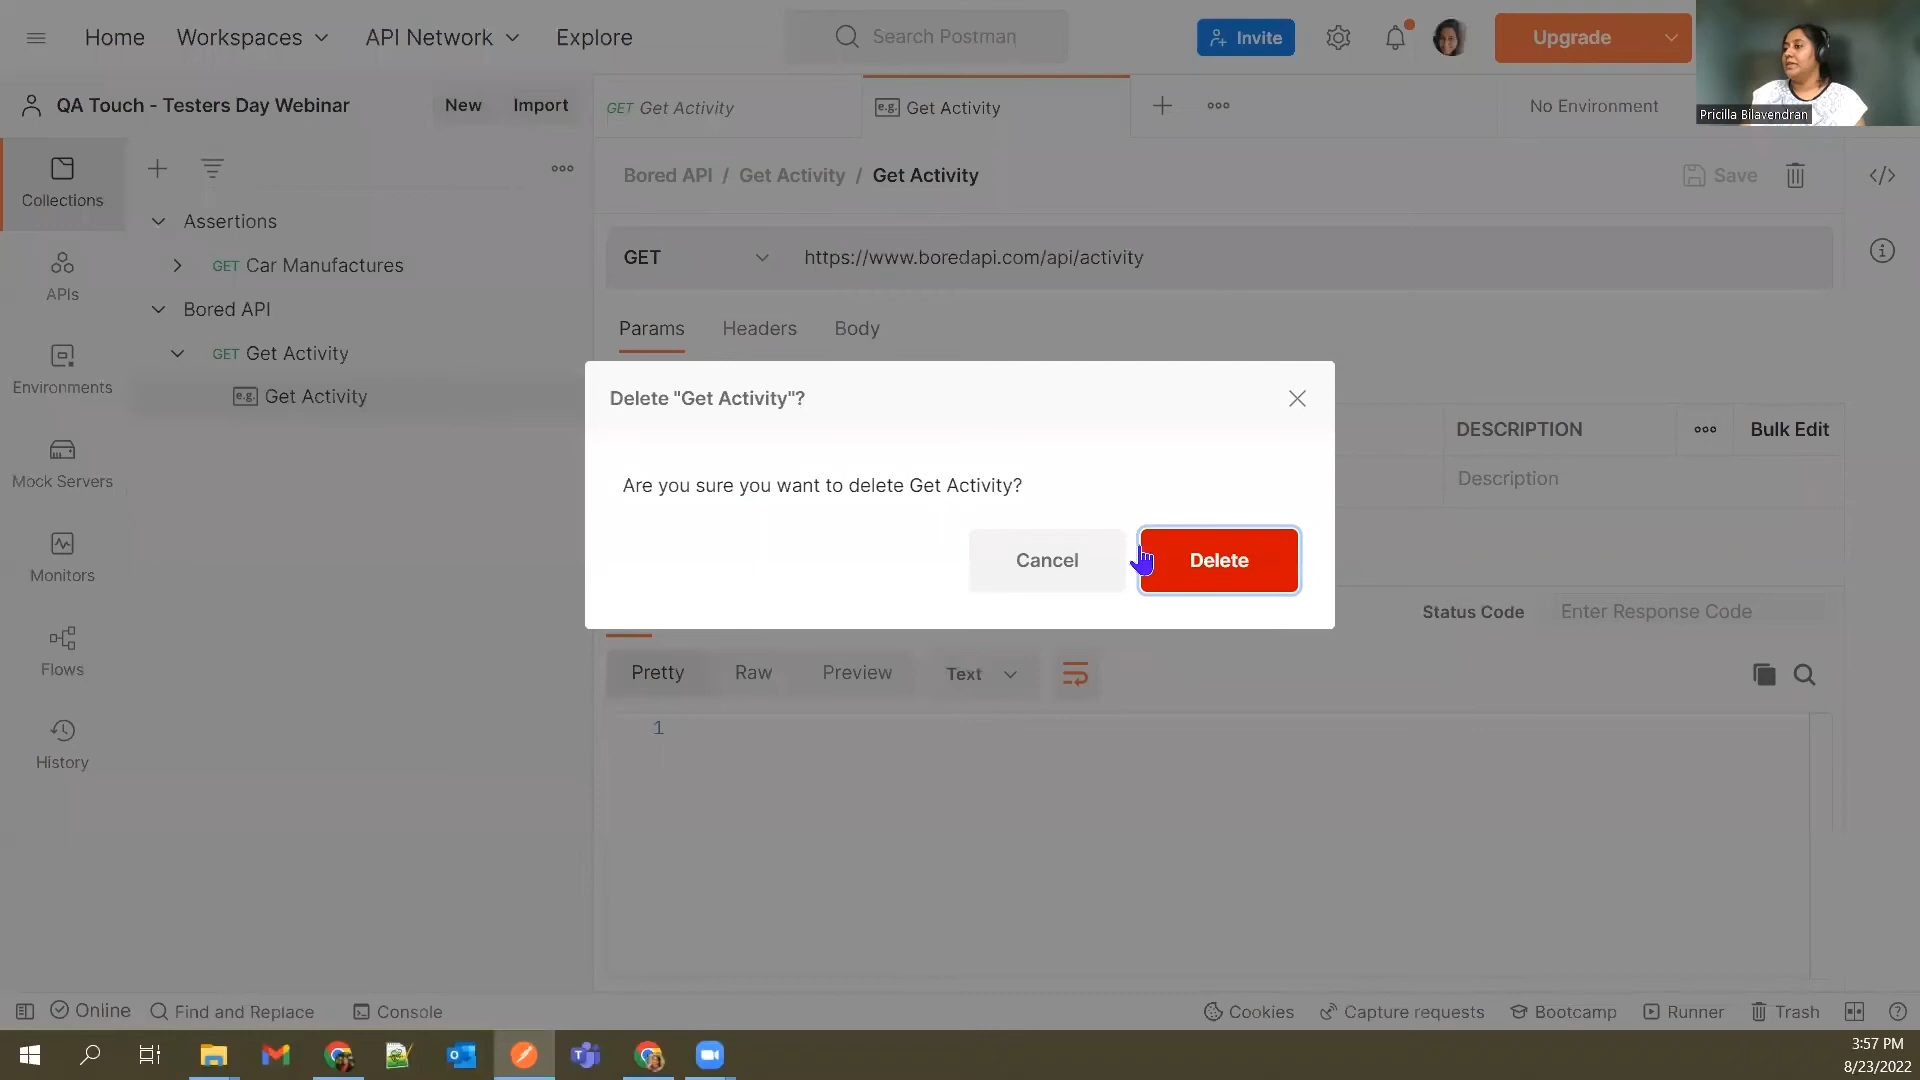 Home Workspaces API Network Explore Search Postman Invite Upgrade
Pricilla Bilavendran
QA Touch - Testers Day Webinar New Import GET Get Activity e.g. Get Activity No Environment
Collections
Bored API / Get Activity / Get Activity Save
Assertions
GET Car Manufactures
GET https://www.boredapi.com/api/activity
APIs
Bored API
Params Headers Body
GET Get Activity
Environments
e.g. Get Activity
Delete "Get Activity"?
DESCRIPTION Bulk Edit
Description
Mock Servers
Are you sure you want to delete Get Activity?
Cancel Delete
Monitors
Status Code Enter Response Code
Flows
Pretty Raw Preview Text
1
History
Online Find and Replace Console Cookies Capture requests Bootcamp Runner Trash
3:57 PM
8/23/2022